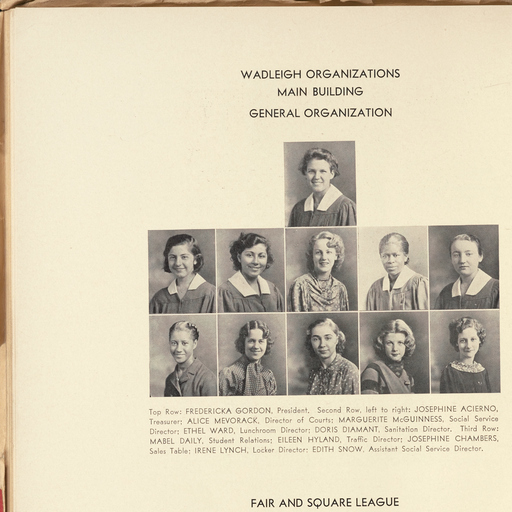 WADLEIGH ORGANIZATIONS
MAIN BUILDING
GENERAL ORGANIZATION
Top Row: FREDERICKA GORDON, President, Second Row, left to right: JOSEPHINE ACIERNO,
Treasurer; ALICE MEVORACK, Director of Courts; MARGUERITE McGUINNESS, Social Service
Director; ETHEL WARD, Lunchroom Director; DORIS DIAMANT, Sanitation Director. Third Row:
MABEL DAILY, Student Relations; EILEEN HYLAND, Traffic Director; JOSEPHINE CHAMBERS,
Sales Table; IRENE LYNCH, Locker Director; EDITH SNOW, Assistant Social Service Director.
FAIR AND SQUARE LEAGUE